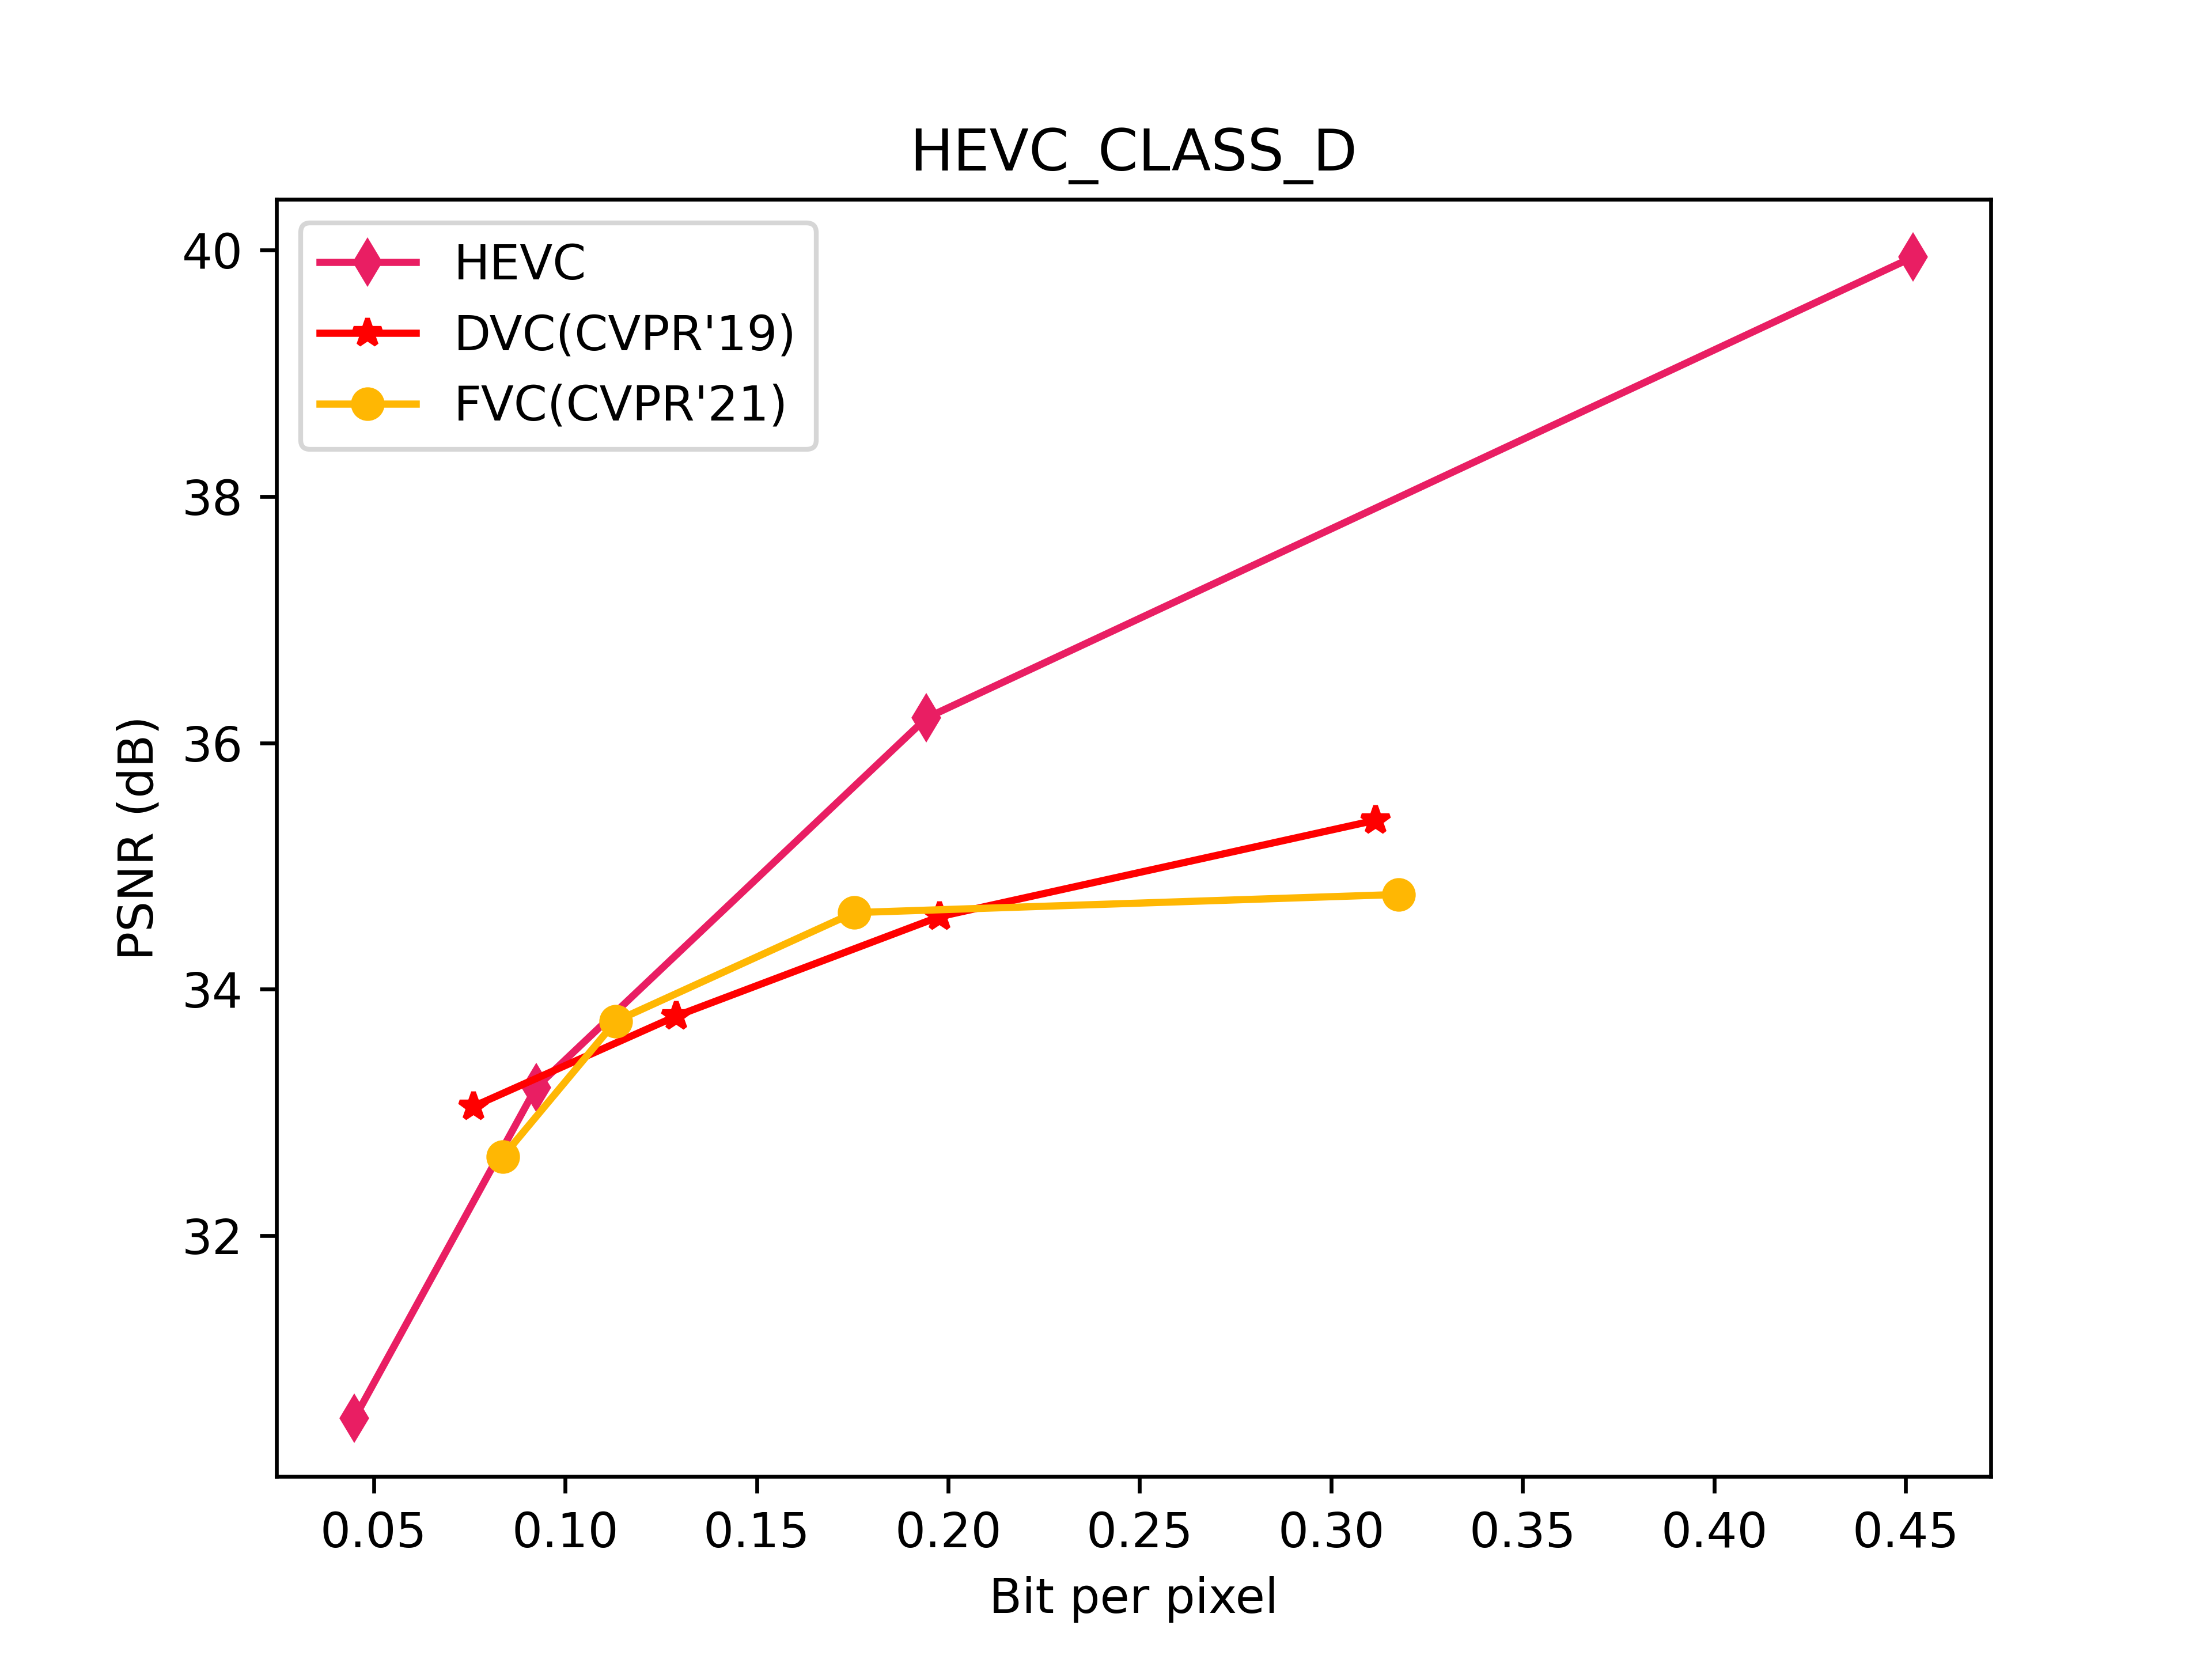 HEVC_CLASS_D
HEVC
DVC(CVPR'19)
FVC(CVPR'21)
40
38
36
34
32
PSNR (dB)
0.05 0.10 0.15 0.20 0.25 0.30 0.35 0.40 0.45
Bit per pixel